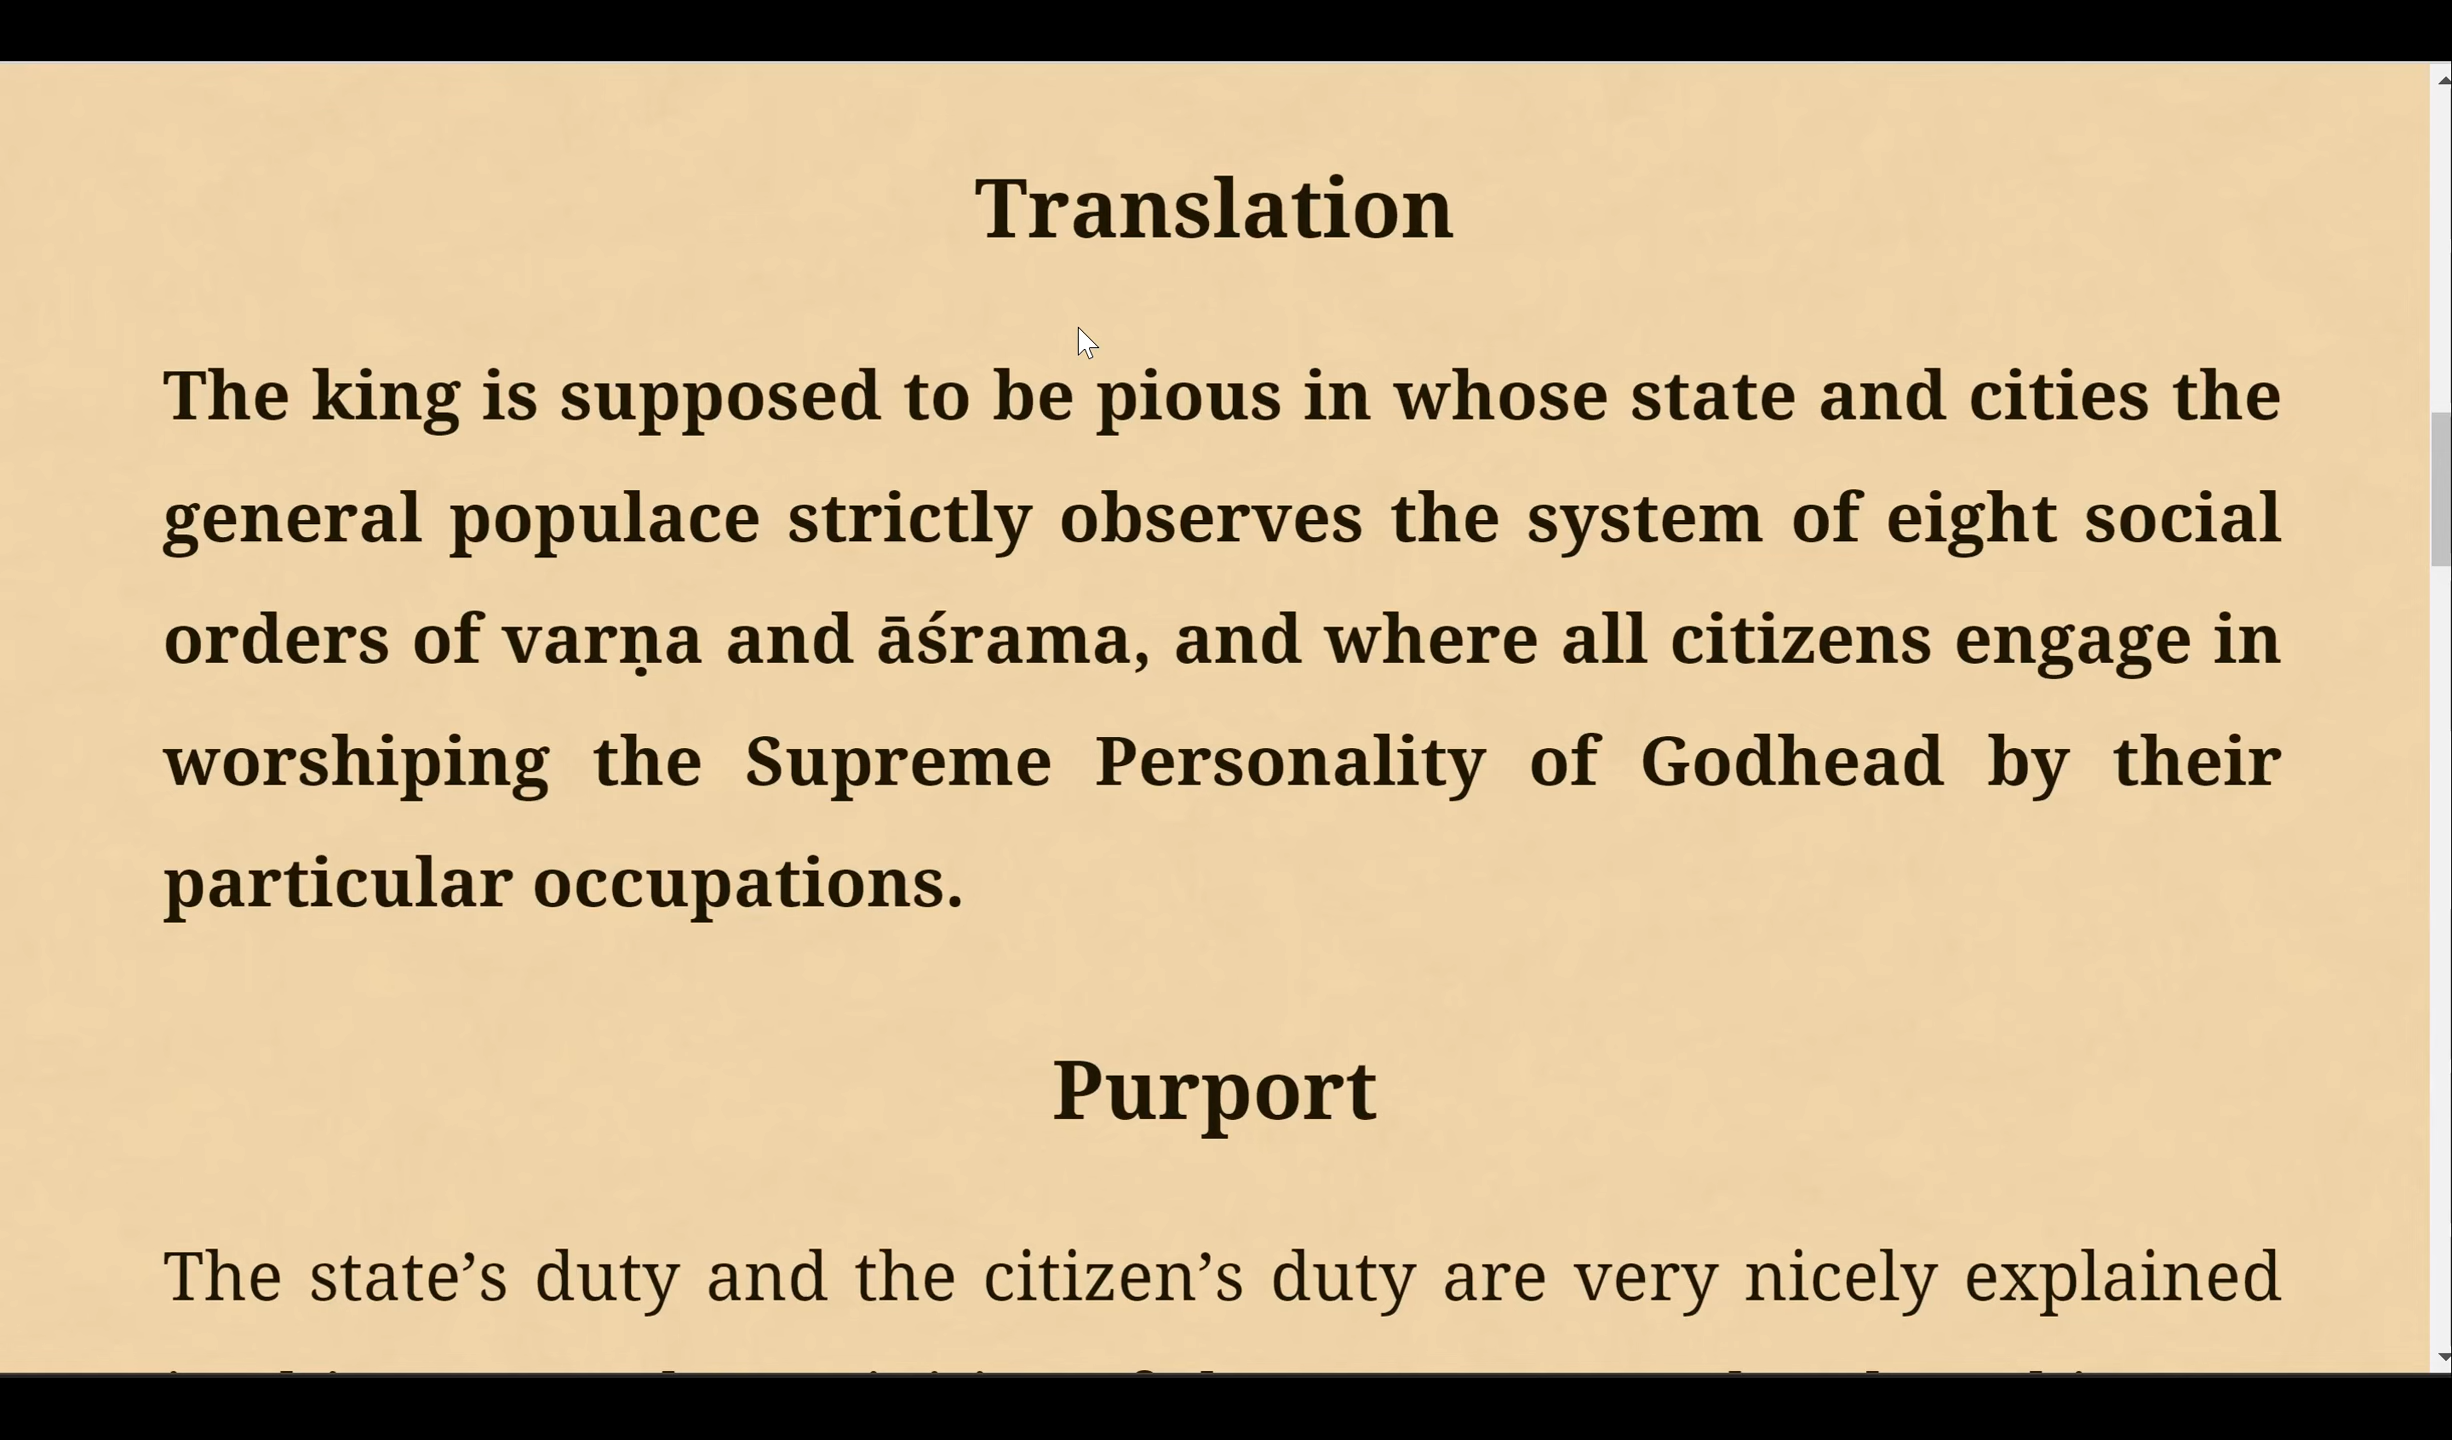 Translation
The king is supposed to be pious in whose state and cities the
general populace strictly observes the system of eight social
orders of varṇa and āśrama, and where all citizens engage in
worshiping the Supreme Personality of Godhead by their
particular occupations.
Purport
The state’s duty and the citizen’s duty are very nicely explained